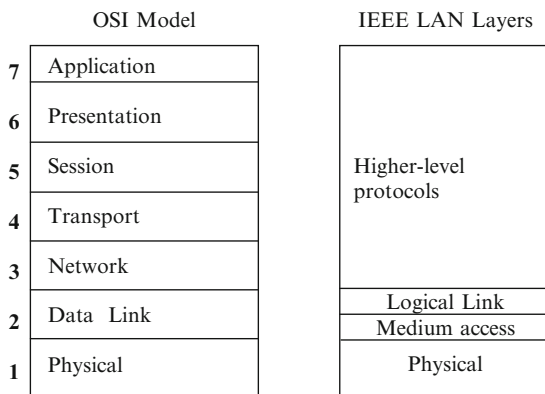 OSI Model
7 Application
6 Presentation
5 Session
4 Transport
3 Network
2 Data Link
1 Physical
IEEE LAN Layers
Higher-level
protocols
Logical Link
Medium access
Physical